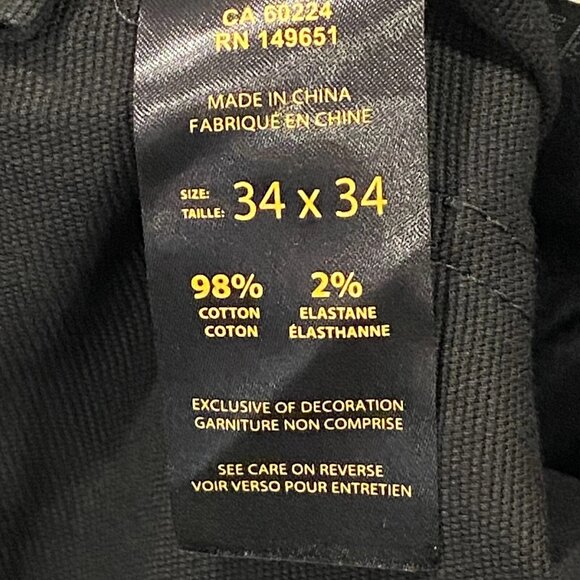 CA 60224
RN 149651
MADE IN CHINA
FABRIQUÉ EN CHINE
SIZE:
TAILLE: 34 x 34
98% 2%
COTTON ELASTANE
COTON ÉLASTHANNE
EXCLUSIVE OF DECORATION
GARNITURE NON COMPRISE
SEE CARE ON REVERSE
VOIR VERSO POUR ENTRETIEN